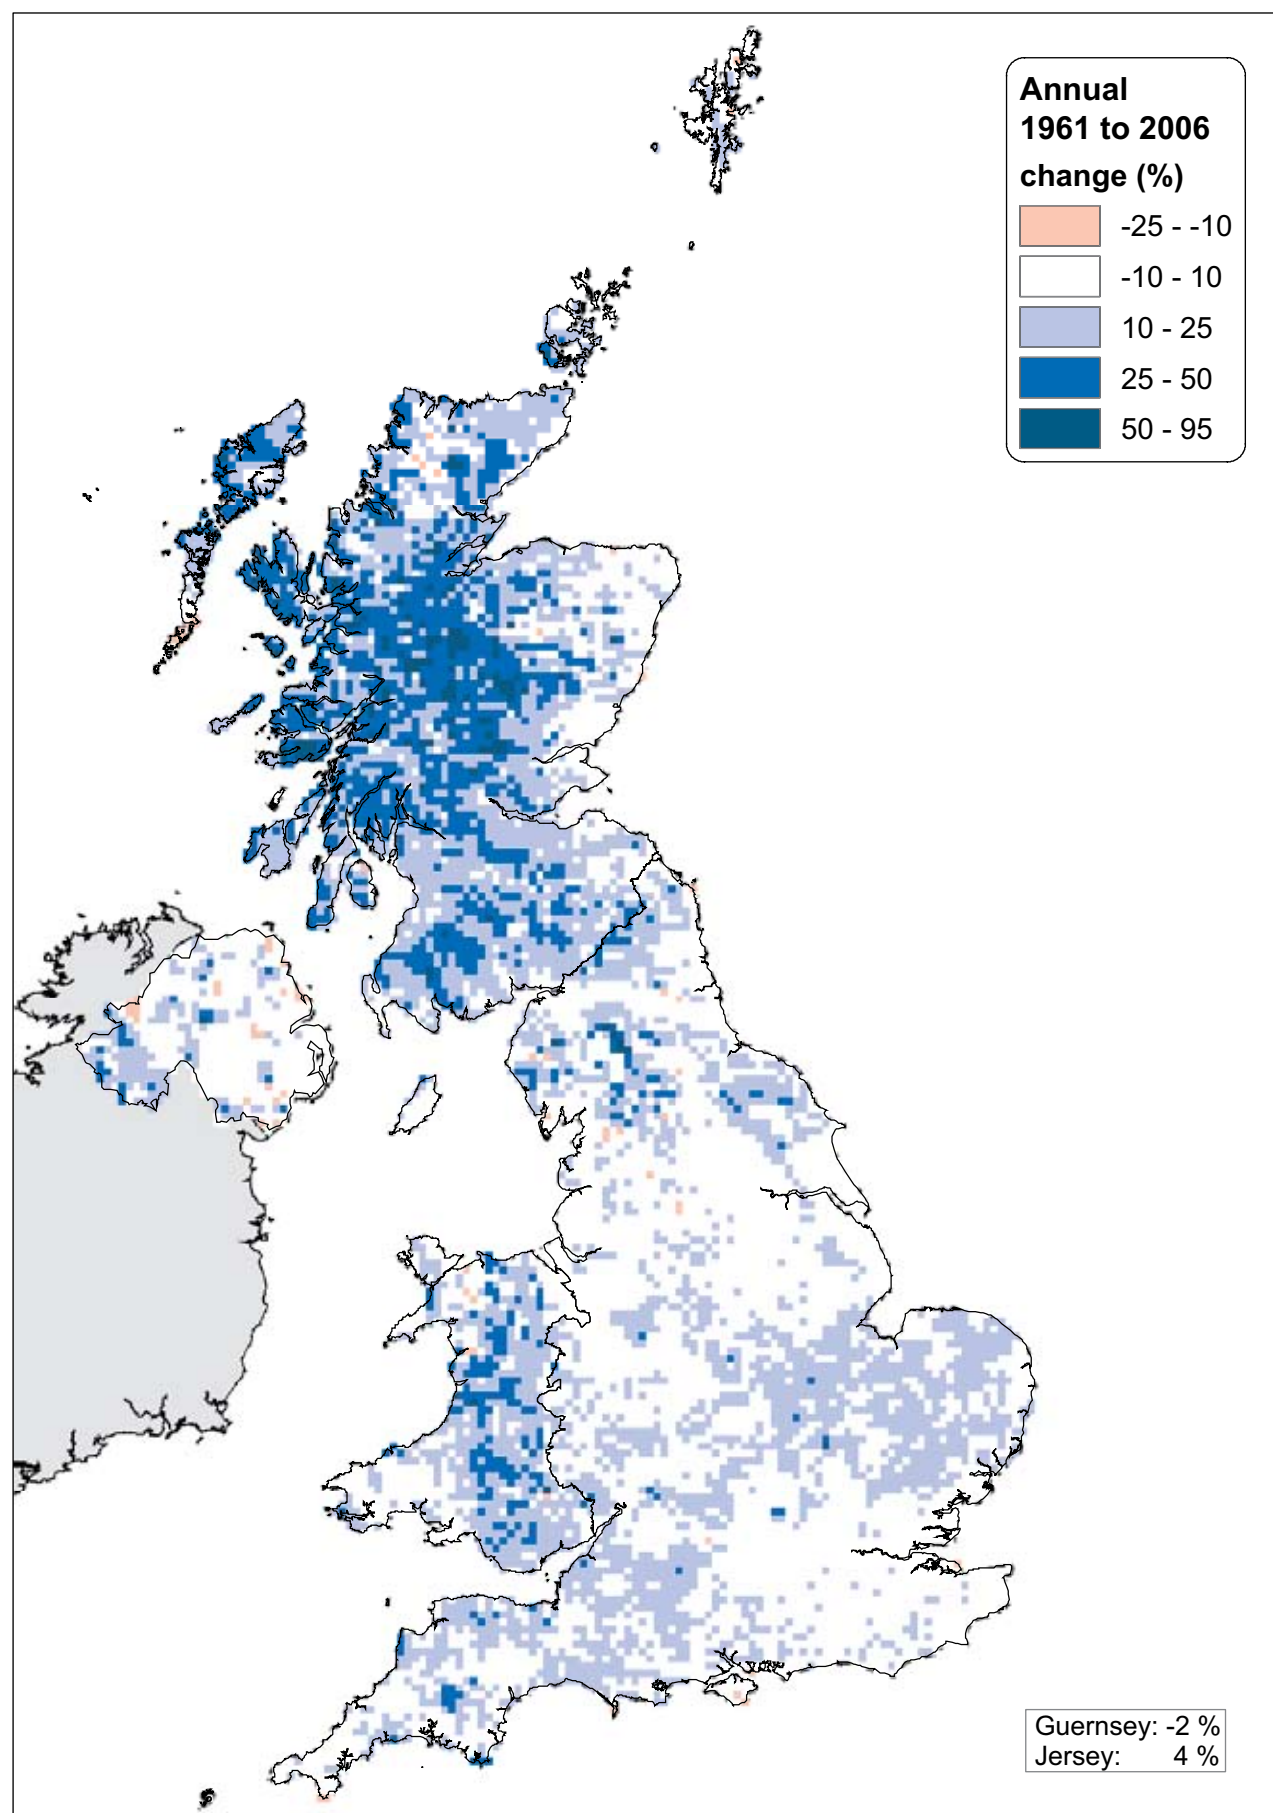 Annual
1961 to 2006
change (%)
-25 - -10
-10 - 10
10 - 25
25 - 50
50 - 95
Guernsey: -2 %
Jersey: 4 %